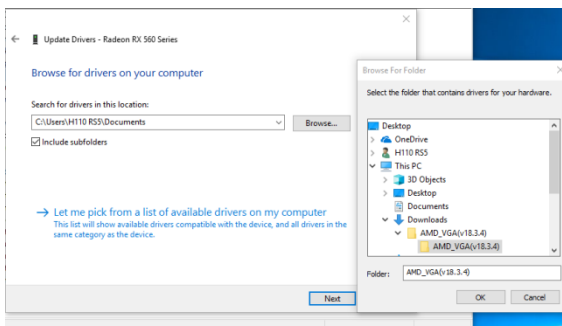 Update Drivers - Radeon RX 560 Series
Browse for drivers on your computer
Search for drivers in this location:
C:\Users\H110 RS5\Documents
Browse...
Include subfolders
Let me pick from a list of available drivers on my computer
This list will show available drivers compatible with the device, and all drivers in the
same category as the device.
Next
Browse For Folder
Select the folder that contains drivers for your hardware.
Desktop
OneDrive
H110 RS5
This PC
3D Objects
Desktop
Documents
Downloads
AMD_VGA(v18.3.4)
AMD_VGA(v18.3.4)
Folder:
AMD_VGA(v18.3.4)
OK
Cancel